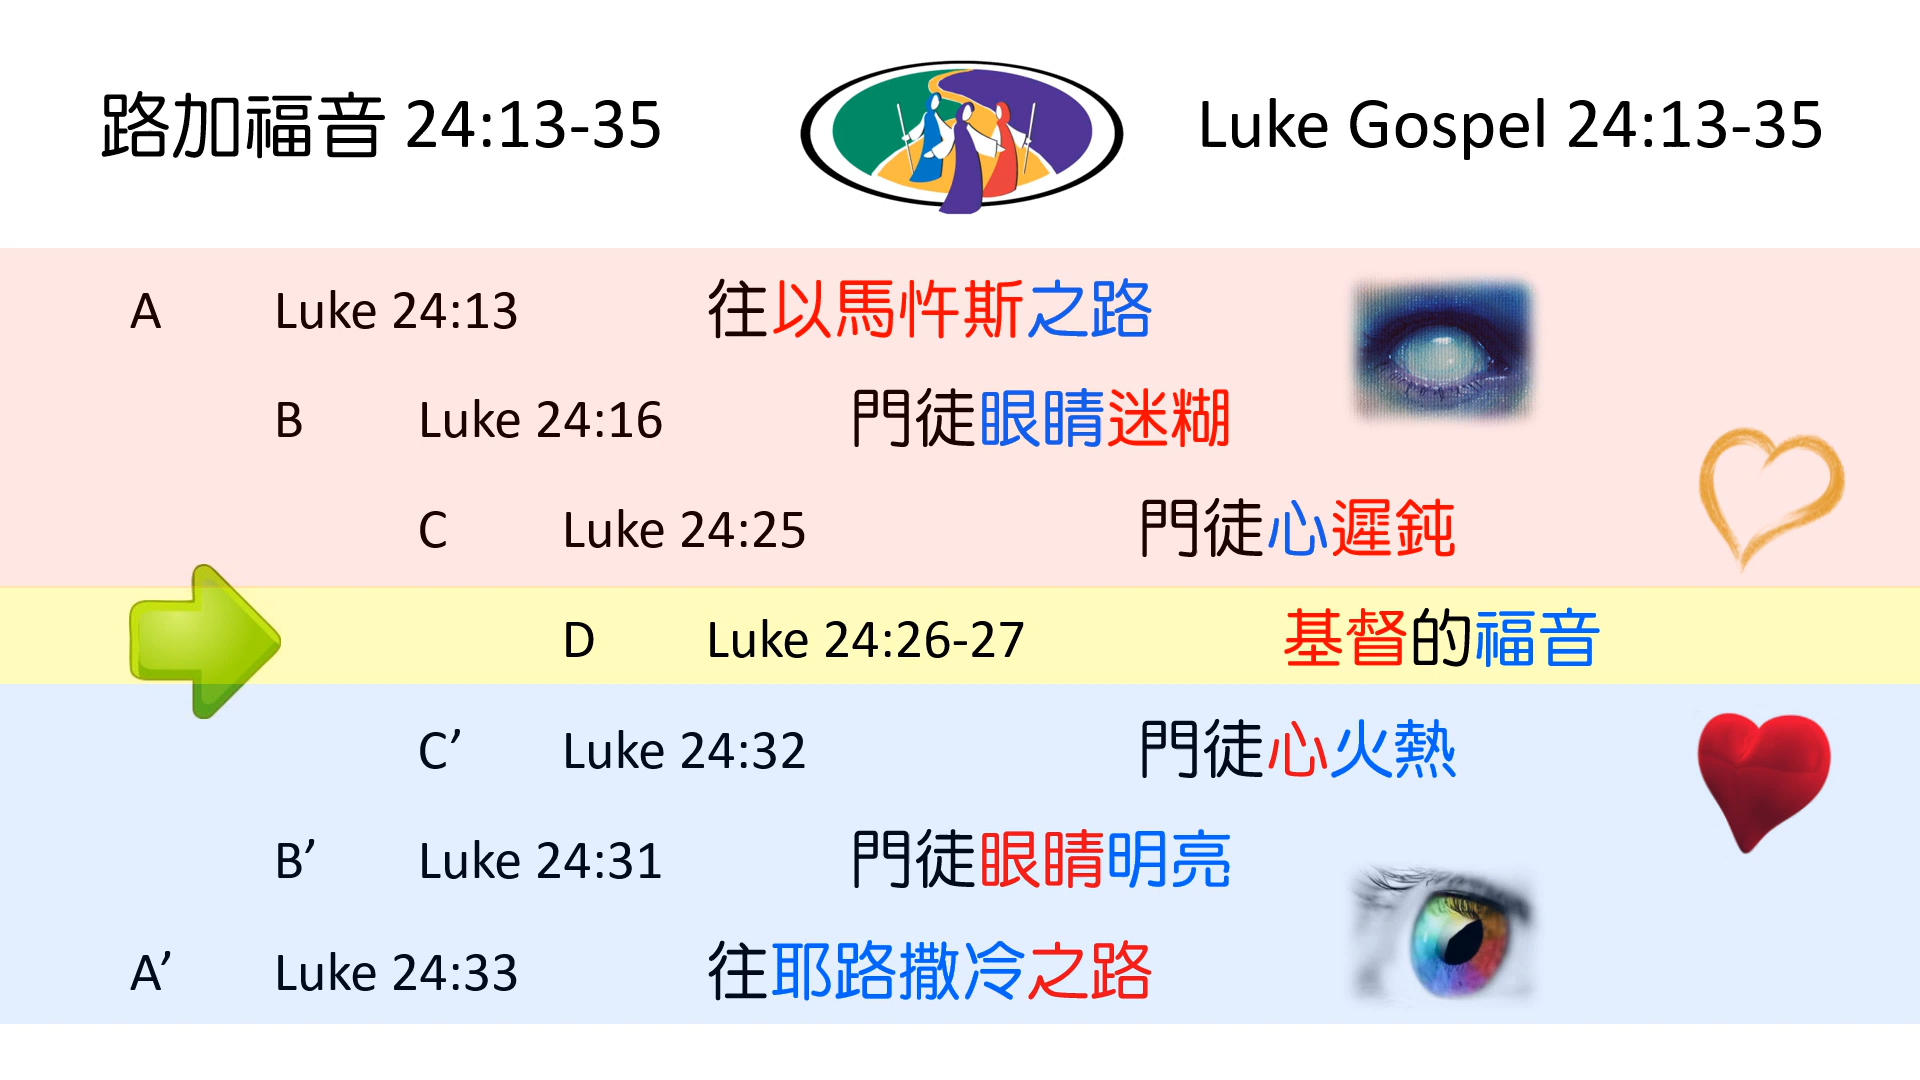 路加福音 24:13-35
Luke Gospel 24:13-35
A Luke 24:13 往以馬忤斯之路
B Luke 24:16 門徒眼睛迷糊
C Luke 24:25 門徒心遲鈍
D Luke 24:26-27 基督的福音
C’ Luke 24:32 門徒心火熱
B’ Luke 24:31 門徒眼睛明亮
A’ Luke 24:33 往耶路撒冷之路